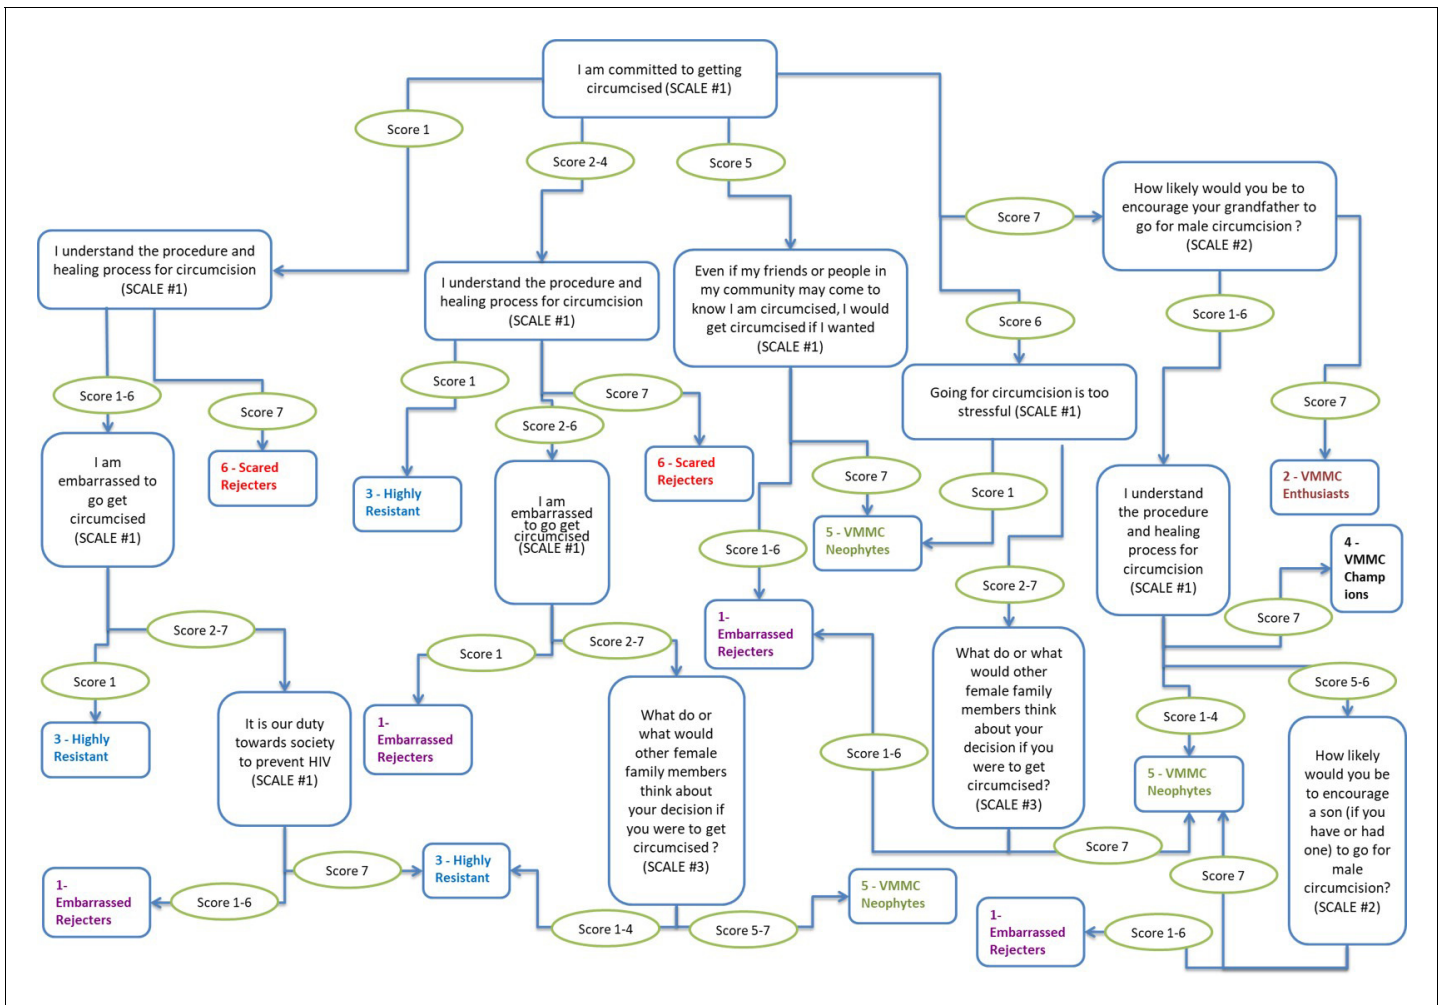 I am committed to getting
circumcised (SCALE #1)
Score 1
Score 2-4
Score 5
Score 7
How likely would you be to
encourage your grandfather to
go for male circumcision ?
(SCALE #2)
I understand the procedure and
healing process for circumcision
(SCALE #1)
I understand the procedure and
healing process for circumcision
(SCALE #1)
Even if my friends or people in
my community may come to
know I am circumcised, I would
get circumcised if I wanted
(SCALE #1)
Score 6
Score 1-6
Score 7
Going for circumcision is too
stressful (SCALE #1)
Score 1-6
Score 7
Score 1
Score 7
Score 2-6
I am
embarrassed to
go get
circumcised
(SCALE #1)
6 - Scared
Rejecters
3 - Highly
Resistant
I am
embarrassed
to go get
circumcised
(SCALE #1)
6 - Scared
Rejecters
Score 7
Score 1
5 - VMMC
Neophytes
Score 1-6
I understand
the procedure
and healing
process for
circumcision
(SCALE #1)
2 - VMMC
Enthusiasts
4 -
VMMC
Champ
ions
Score 7
Score 2-7
1-
Embarrassed
Rejecters
Score 2-7
Score 1
Score 1
Score 2-7
What do or what
would other
female family
members think
about your
decision if you
were to get
circumcised?
(SCALE #3)
Score 5-6
Score 1-4
3 - Highly
Resistant
It is our duty
towards society
to prevent HIV
(SCALE #1)
1-
Embarrassed
Rejecters
What do or
what would
other female
family members
think about
your decision if
you were to get
circumcised ?
(SCALE #3)
Score 1-6
5 - VMMC
Neophytes
How likely
would you be
to encourage
a son (if you
have or had
one) to go for
male
circumcision?
(SCALE #2)
Score 7
Score 7
1-
Embarrassed
Rejecters
Score 1-6
Score 7
3 - Highly
Resistant
Score 1-4
Score 5-7
5 - VMMC
Neophytes
1-
Embarrassed
Rejecters
Score 1-6